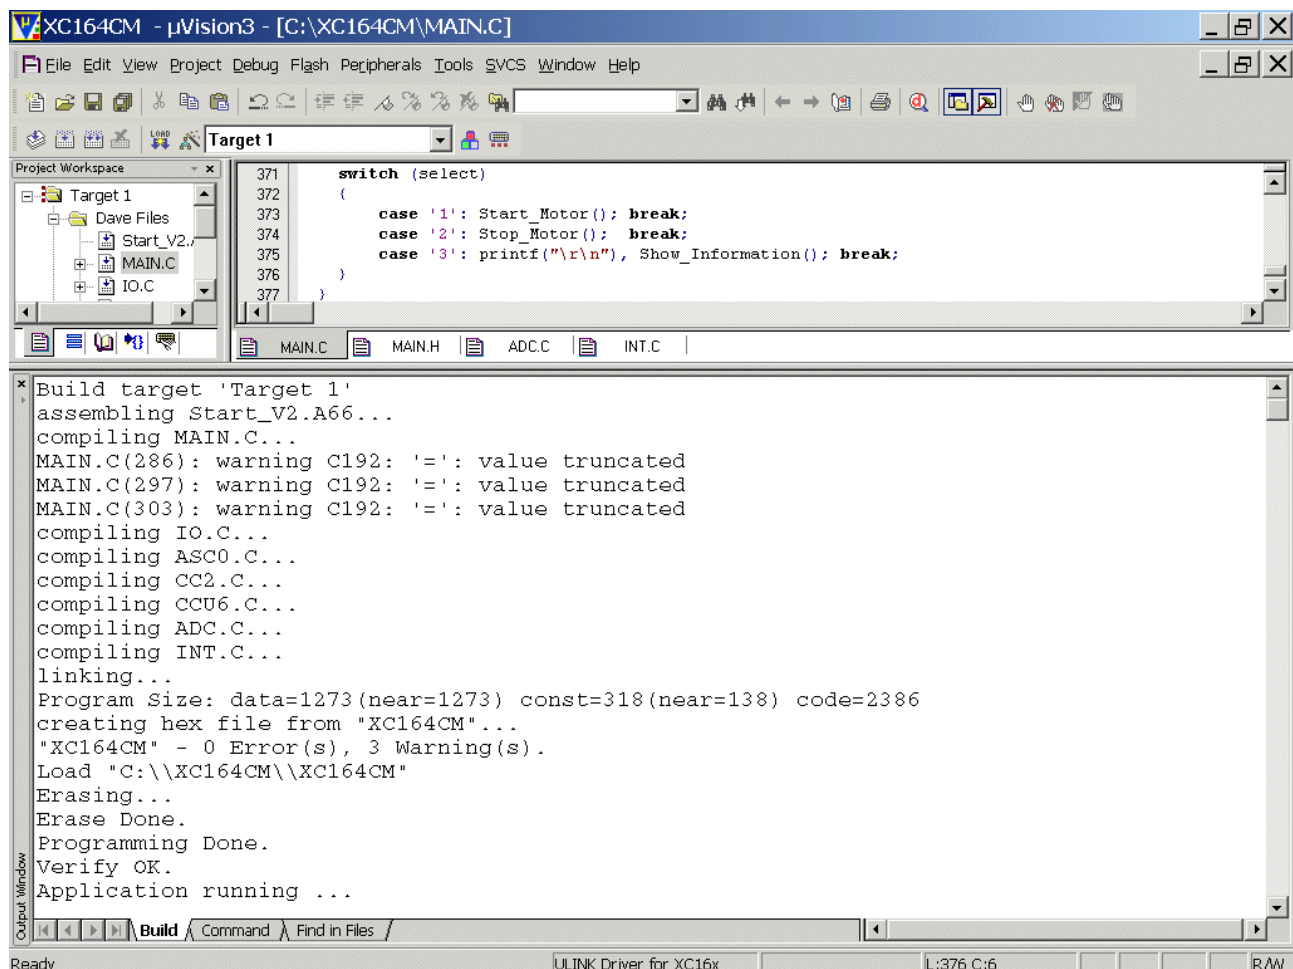 XC164CM - µVision3 - [C:\XC164CM\MAIN.C]
File Edit View Project Debug Flash Peripherals Tools SVCS Window Help
LOAD Target 1
Project Workspace
Target 1
Dave Files
Start_V2.
MAIN.C
IO.C
371 switch (select)
372 {
373 case '1': Start_Motor(); break;
374 case '2': Stop_Motor(); break;
375 case '3': printf("\r\n"), Show_Information(); break;
376 }
377 }
MAIN.C MAIN.H ADC.C INT.C
Build target 'Target 1'
assembling Start_V2.A66...
compiling MAIN.C...
MAIN.C(286): warning C192: '=': value truncated
MAIN.C(297): warning C192: '=': value truncated
MAIN.C(303): warning C192: '=': value truncated
compiling IO.C...
compiling ASC0.C...
compiling CC2.C...
compiling CCU6.C...
compiling ADC.C...
compiling INT.C...
linking...
Program Size: data=1273(near=1273) const=318(near=138) code=2386
creating hex file from "XC164CM"...
"XC164CM" - 0 Error(s), 3 Warning(s).
Load "C:\\XC164CM\\XC164CM"
Erasing...
Erase Done.
Programming Done.
Verify OK.
Application running ...
Output Window
Build Command Find in Files
Ready ULINK Driver for XC16x L:376 C:6 R/W